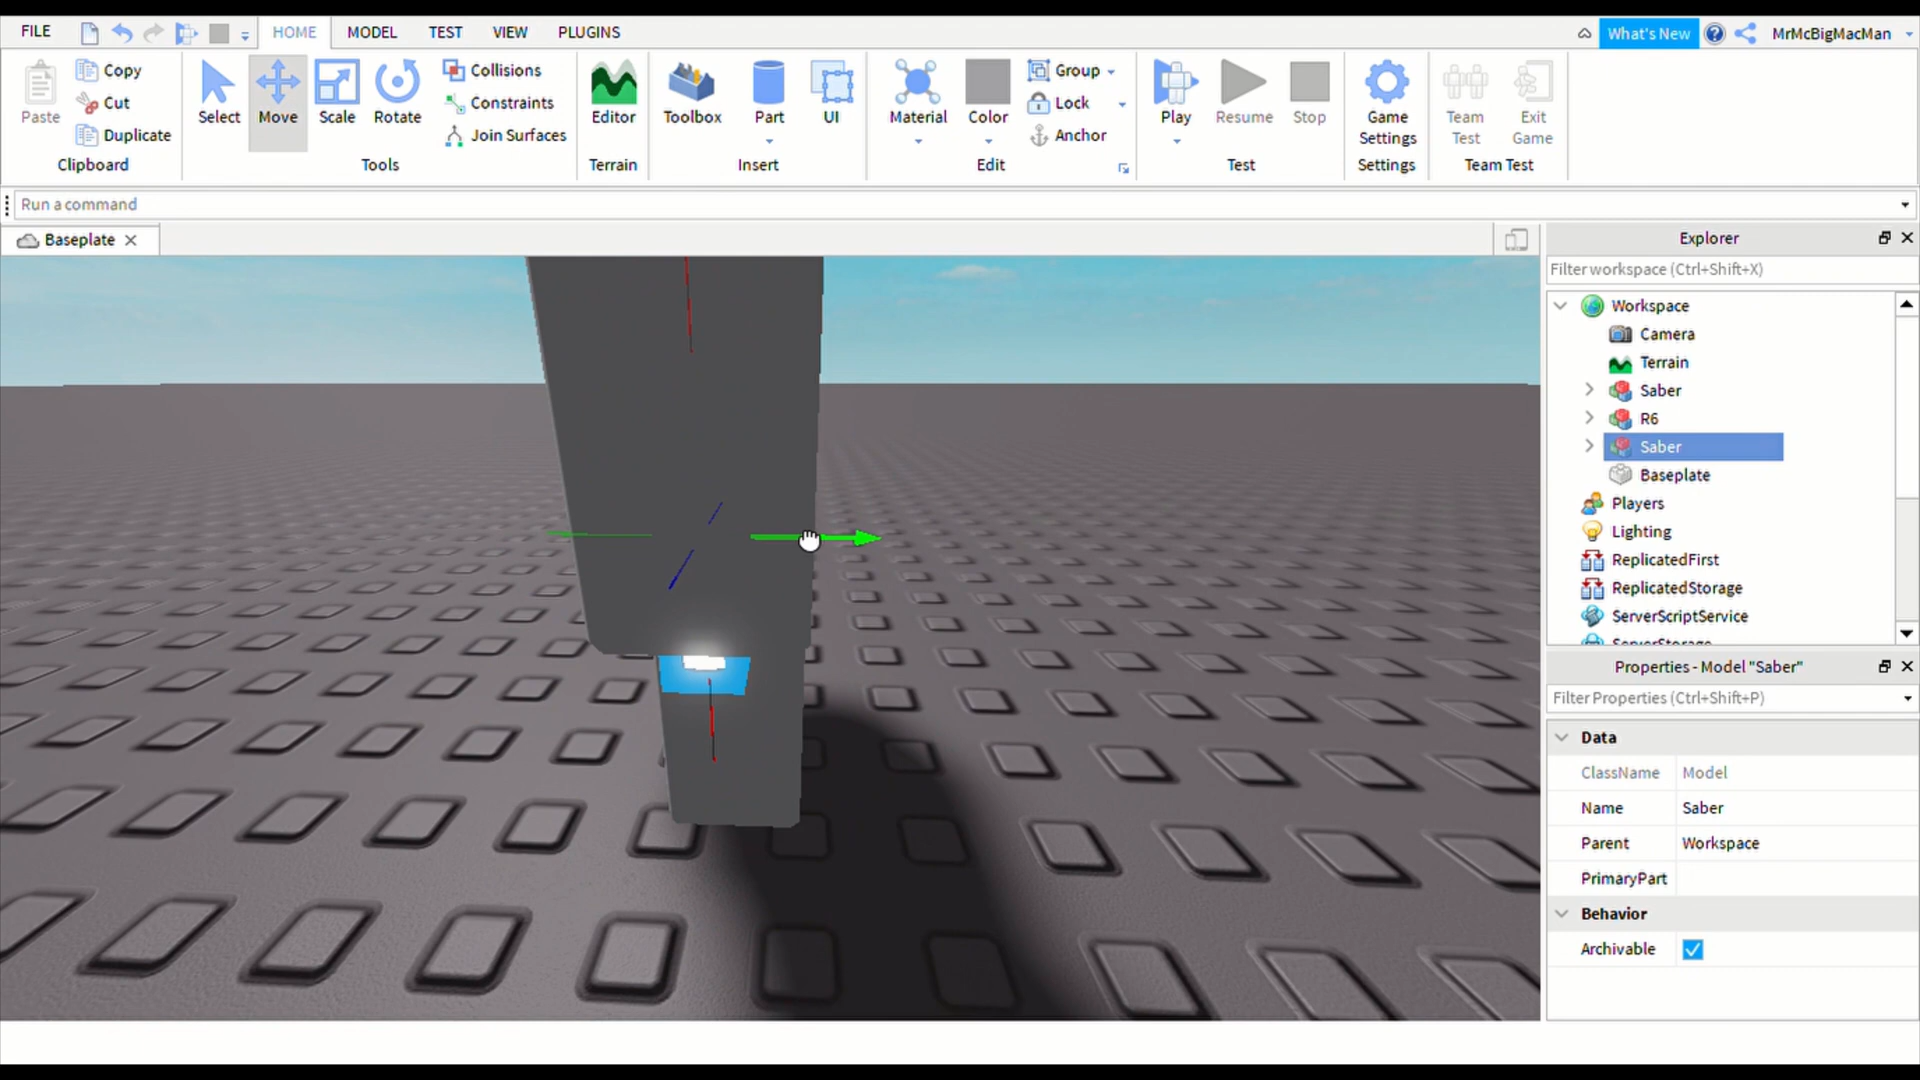 FILE HOME MODEL TEST VIEW PLUGINS What's New MrMcBigMacMan
Paste Copy Cut Duplicate
Clipboard
Select Move Scale Rotate Collisions Constraints Join Surfaces
Tools
Editor
Terrain
Toolbox Part UI
Insert
Material Color Group Lock Anchor
Edit
Play Resume Stop
Test
Game Settings
Settings
Team Test Exit Game
Team Test
Run a command
Baseplate
Explorer
Filter workspace (Ctrl+Shift+X)
Workspace
Camera
Terrain
Saber
R6
Saber
Baseplate
Players
Lighting
ReplicatedFirst
ReplicatedStorage
ServerScriptService
ServerStorage
Properties - Model "Saber"
Filter Properties (Ctrl+Shift+P)
Data
ClassName Model
Name Saber
Parent Workspace
PrimaryPart
Behavior
Archivable